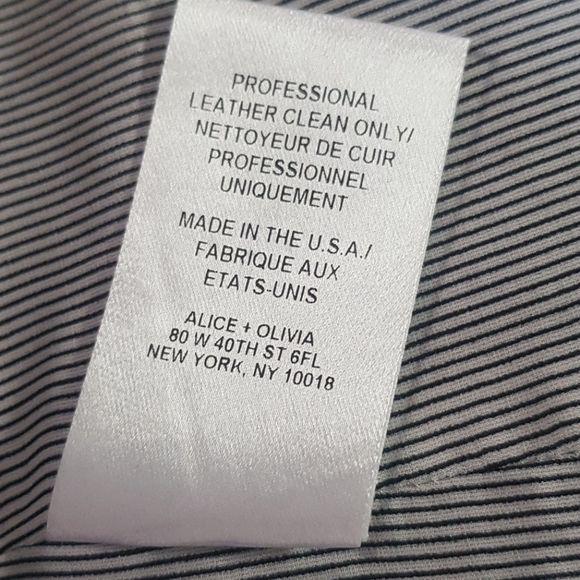 PROFESSIONAL
LEATHER CLEAN ONLY/
NETTOYEUR DE CUIR
PROFESSIONNEL
UNIQUEMENT
MADE IN THE U.S.A./
FABRIQUE AUX
ETATS-UNIS
ALICE + OLIVIA
80 W 40TH ST 6FL
NEW YORK, NY 10018